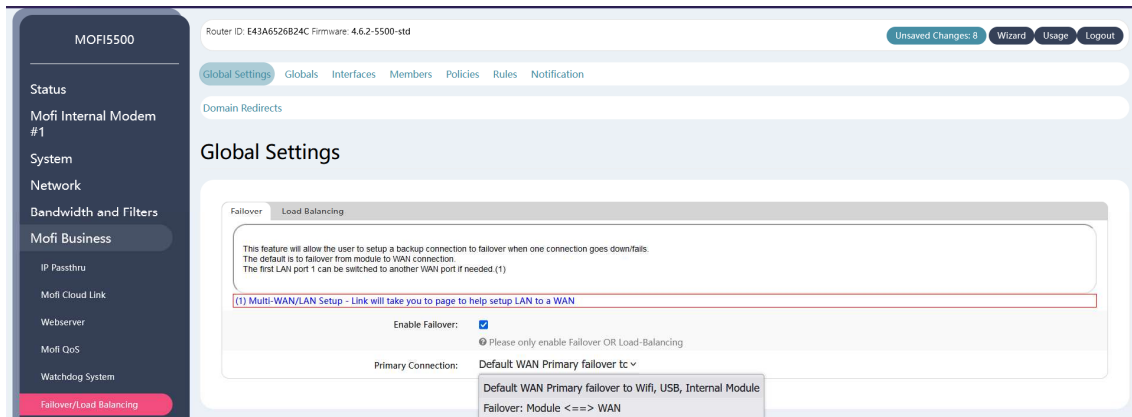 MOFI5500
Status
Mofi Internal Modem
#1
System
Network
Bandwidth and Filters
Mofi Business
IP Passthru
Mofi Cloud Link
Webserver
Mofi QoS
Watchdog System
Failover/Load Balancing
Router ID: E43A6526B24C Firmware: 4.6.2-5500-std
Unsaved Changes: 8 Wizard Usage Logout
Global Settings Globals Interfaces Members Policies Rules Notification
Domain Redirects
Global Settings
Failover Load Balancing
This feature will allow the user to setup a backup connection to failover when one connection goes down/fails.
The default is to failover from module to WAN connection.
The first LAN port 1 can be switched to another WAN port if needed.(1)
(1) Multi-WAN/LAN Setup - Link will take you to page to help setup LAN to a WAN
Enable Failover:
Please only enable Failover OR Load-Balancing
Primary Connection: Default WAN Primary failover tc
Default WAN Primary failover to Wifi, USB, Internal Module
Failover: Module <==> WAN